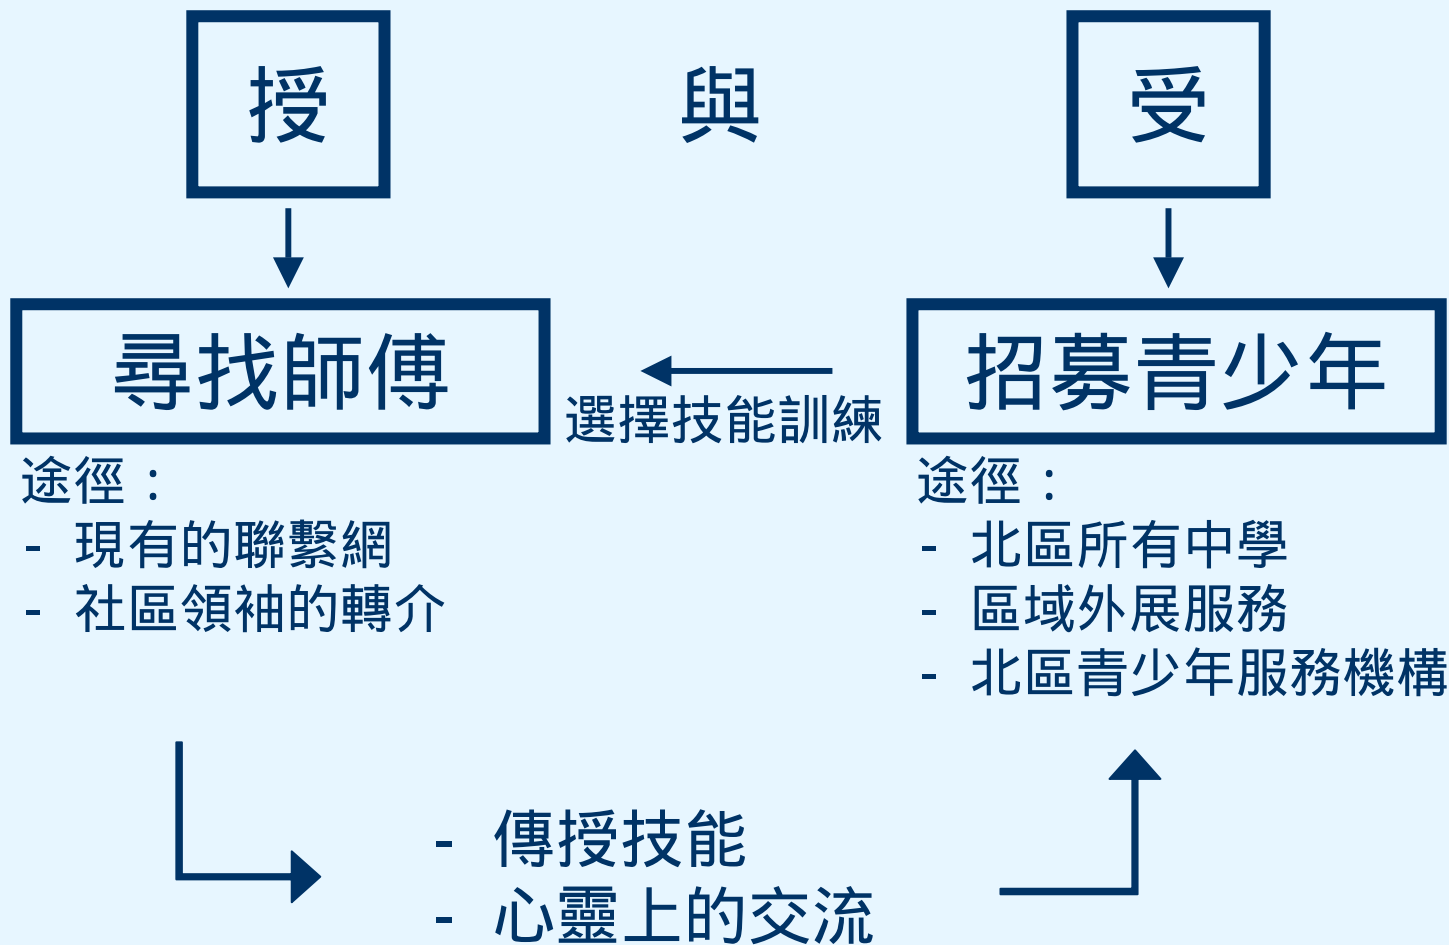 授
與
受
尋找師傅
選擇技能訓練
招募青少年
途徑：
- 現有的聯繫網
- 社區領袖的轉介
途徑：
- 北區所有中學
- 區域外展服務
- 北區青少年服務機構
- 傳授技能
- 心靈上的交流